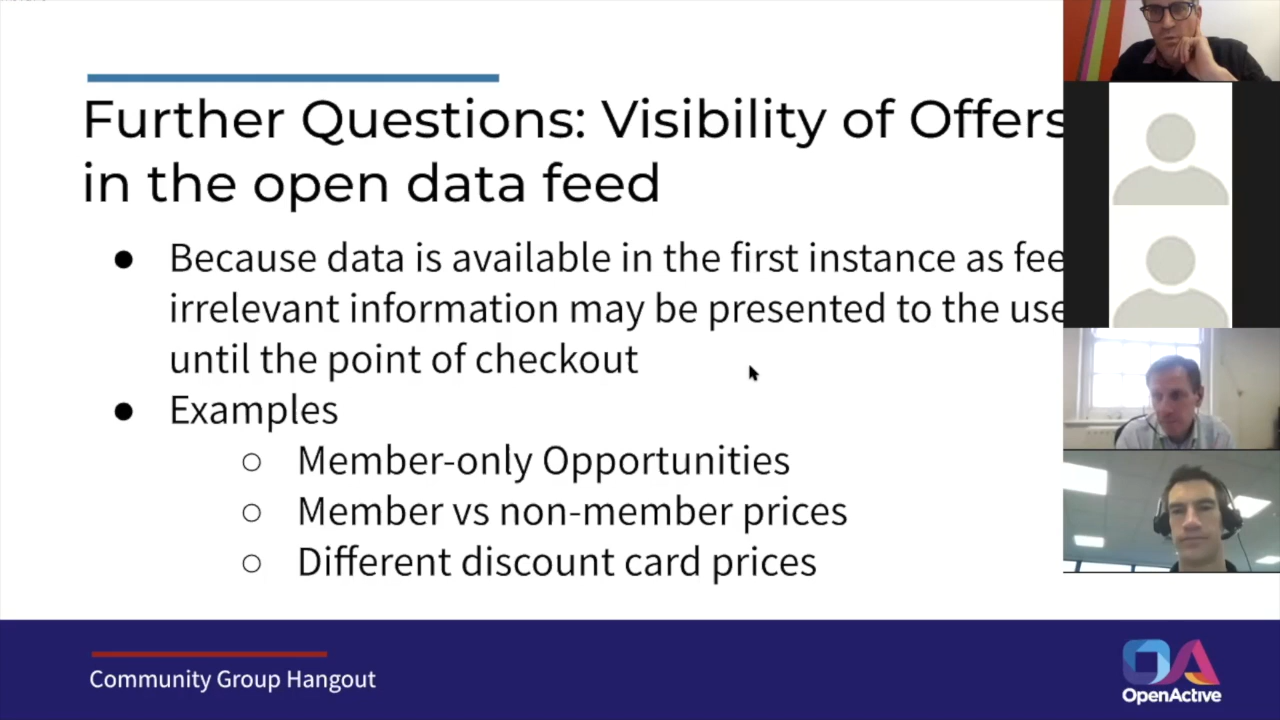 Further Questions: Visibility of Offers
in the open data feed
● Because data is available in the first instance as fee
irrelevant information may be presented to the use
until the point of checkout
● Examples
○ Member-only Opportunities
○ Member vs non-member prices
○ Different discount card prices
Community Group Hangout
OpenActive